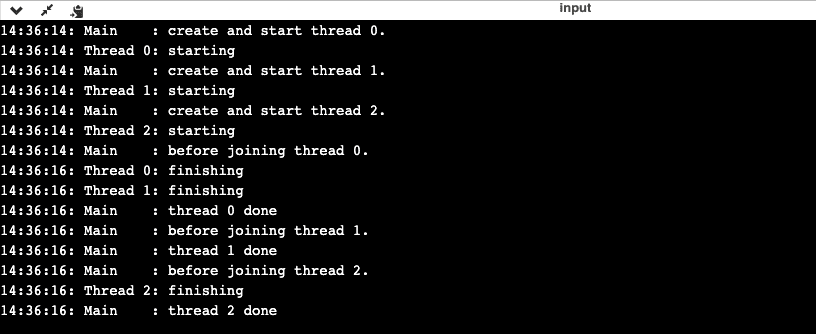 input
14:36:14: Main    : create and start thread 0.
14:36:14: Thread 0: starting
14:36:14: Main    : create and start thread 1.
14:36:14: Thread 1: starting
14:36:14: Main    : create and start thread 2.
14:36:14: Thread 2: starting
14:36:14: Main    : before joining thread 0.
14:36:16: Thread 0: finishing
14:36:16: Thread 1: finishing
14:36:16: Main    : thread 0 done
14:36:16: Main    : before joining thread 1.
14:36:16: Main    : thread 1 done
14:36:16: Main    : before joining thread 2.
14:36:16: Thread 2: finishing
14:36:16: Main    : thread 2 done